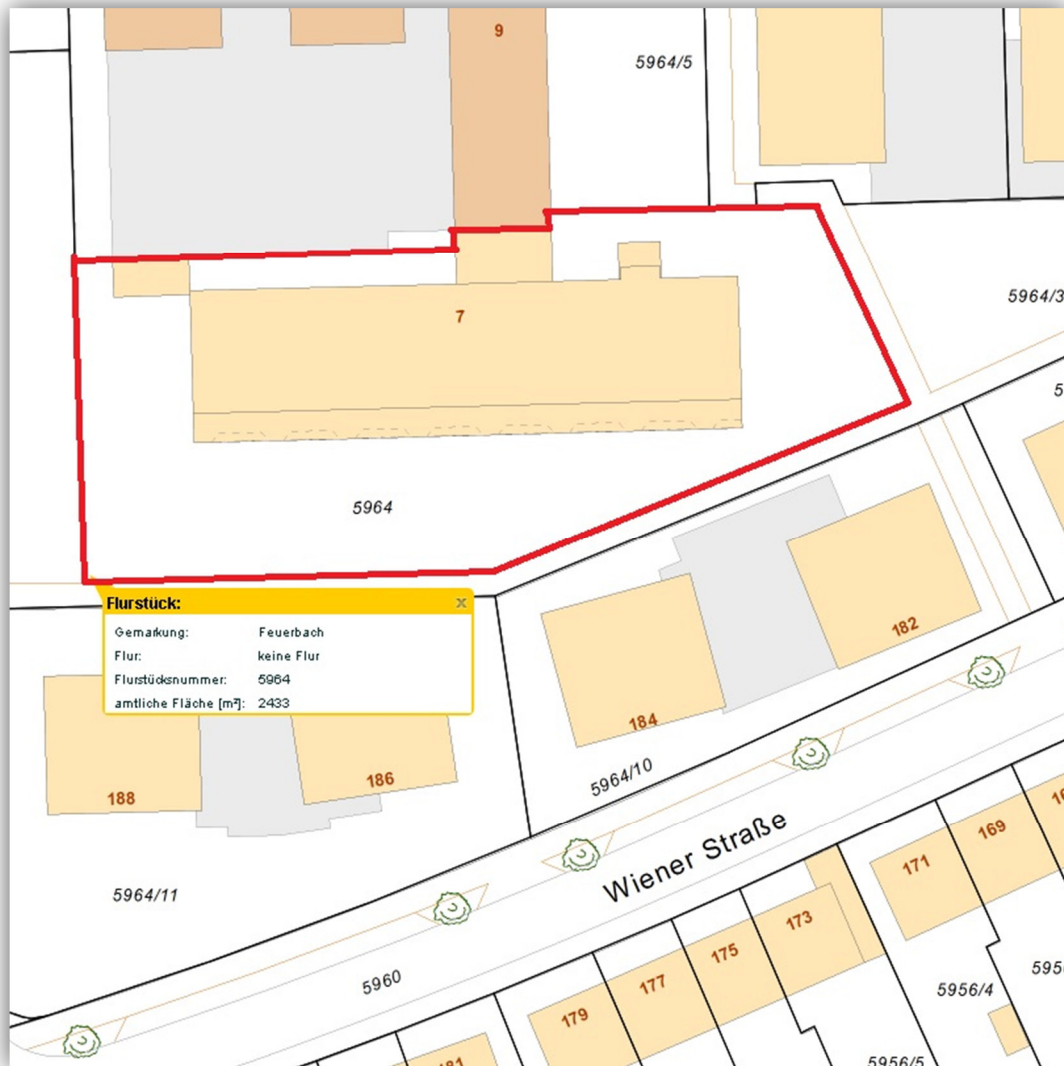 9
5964/5
5964/3
7
5964
Flurstück:
x
Gemarkung: Feuerbach
Flur: keine Flur
Flurstücksnummer: 5964
amtliche Fläche [m²]: 2433
182
184
186
188
5964/10
5964/11
Wiener Straße
5960
169
171
173
175
177
179
5956/4
5956/5